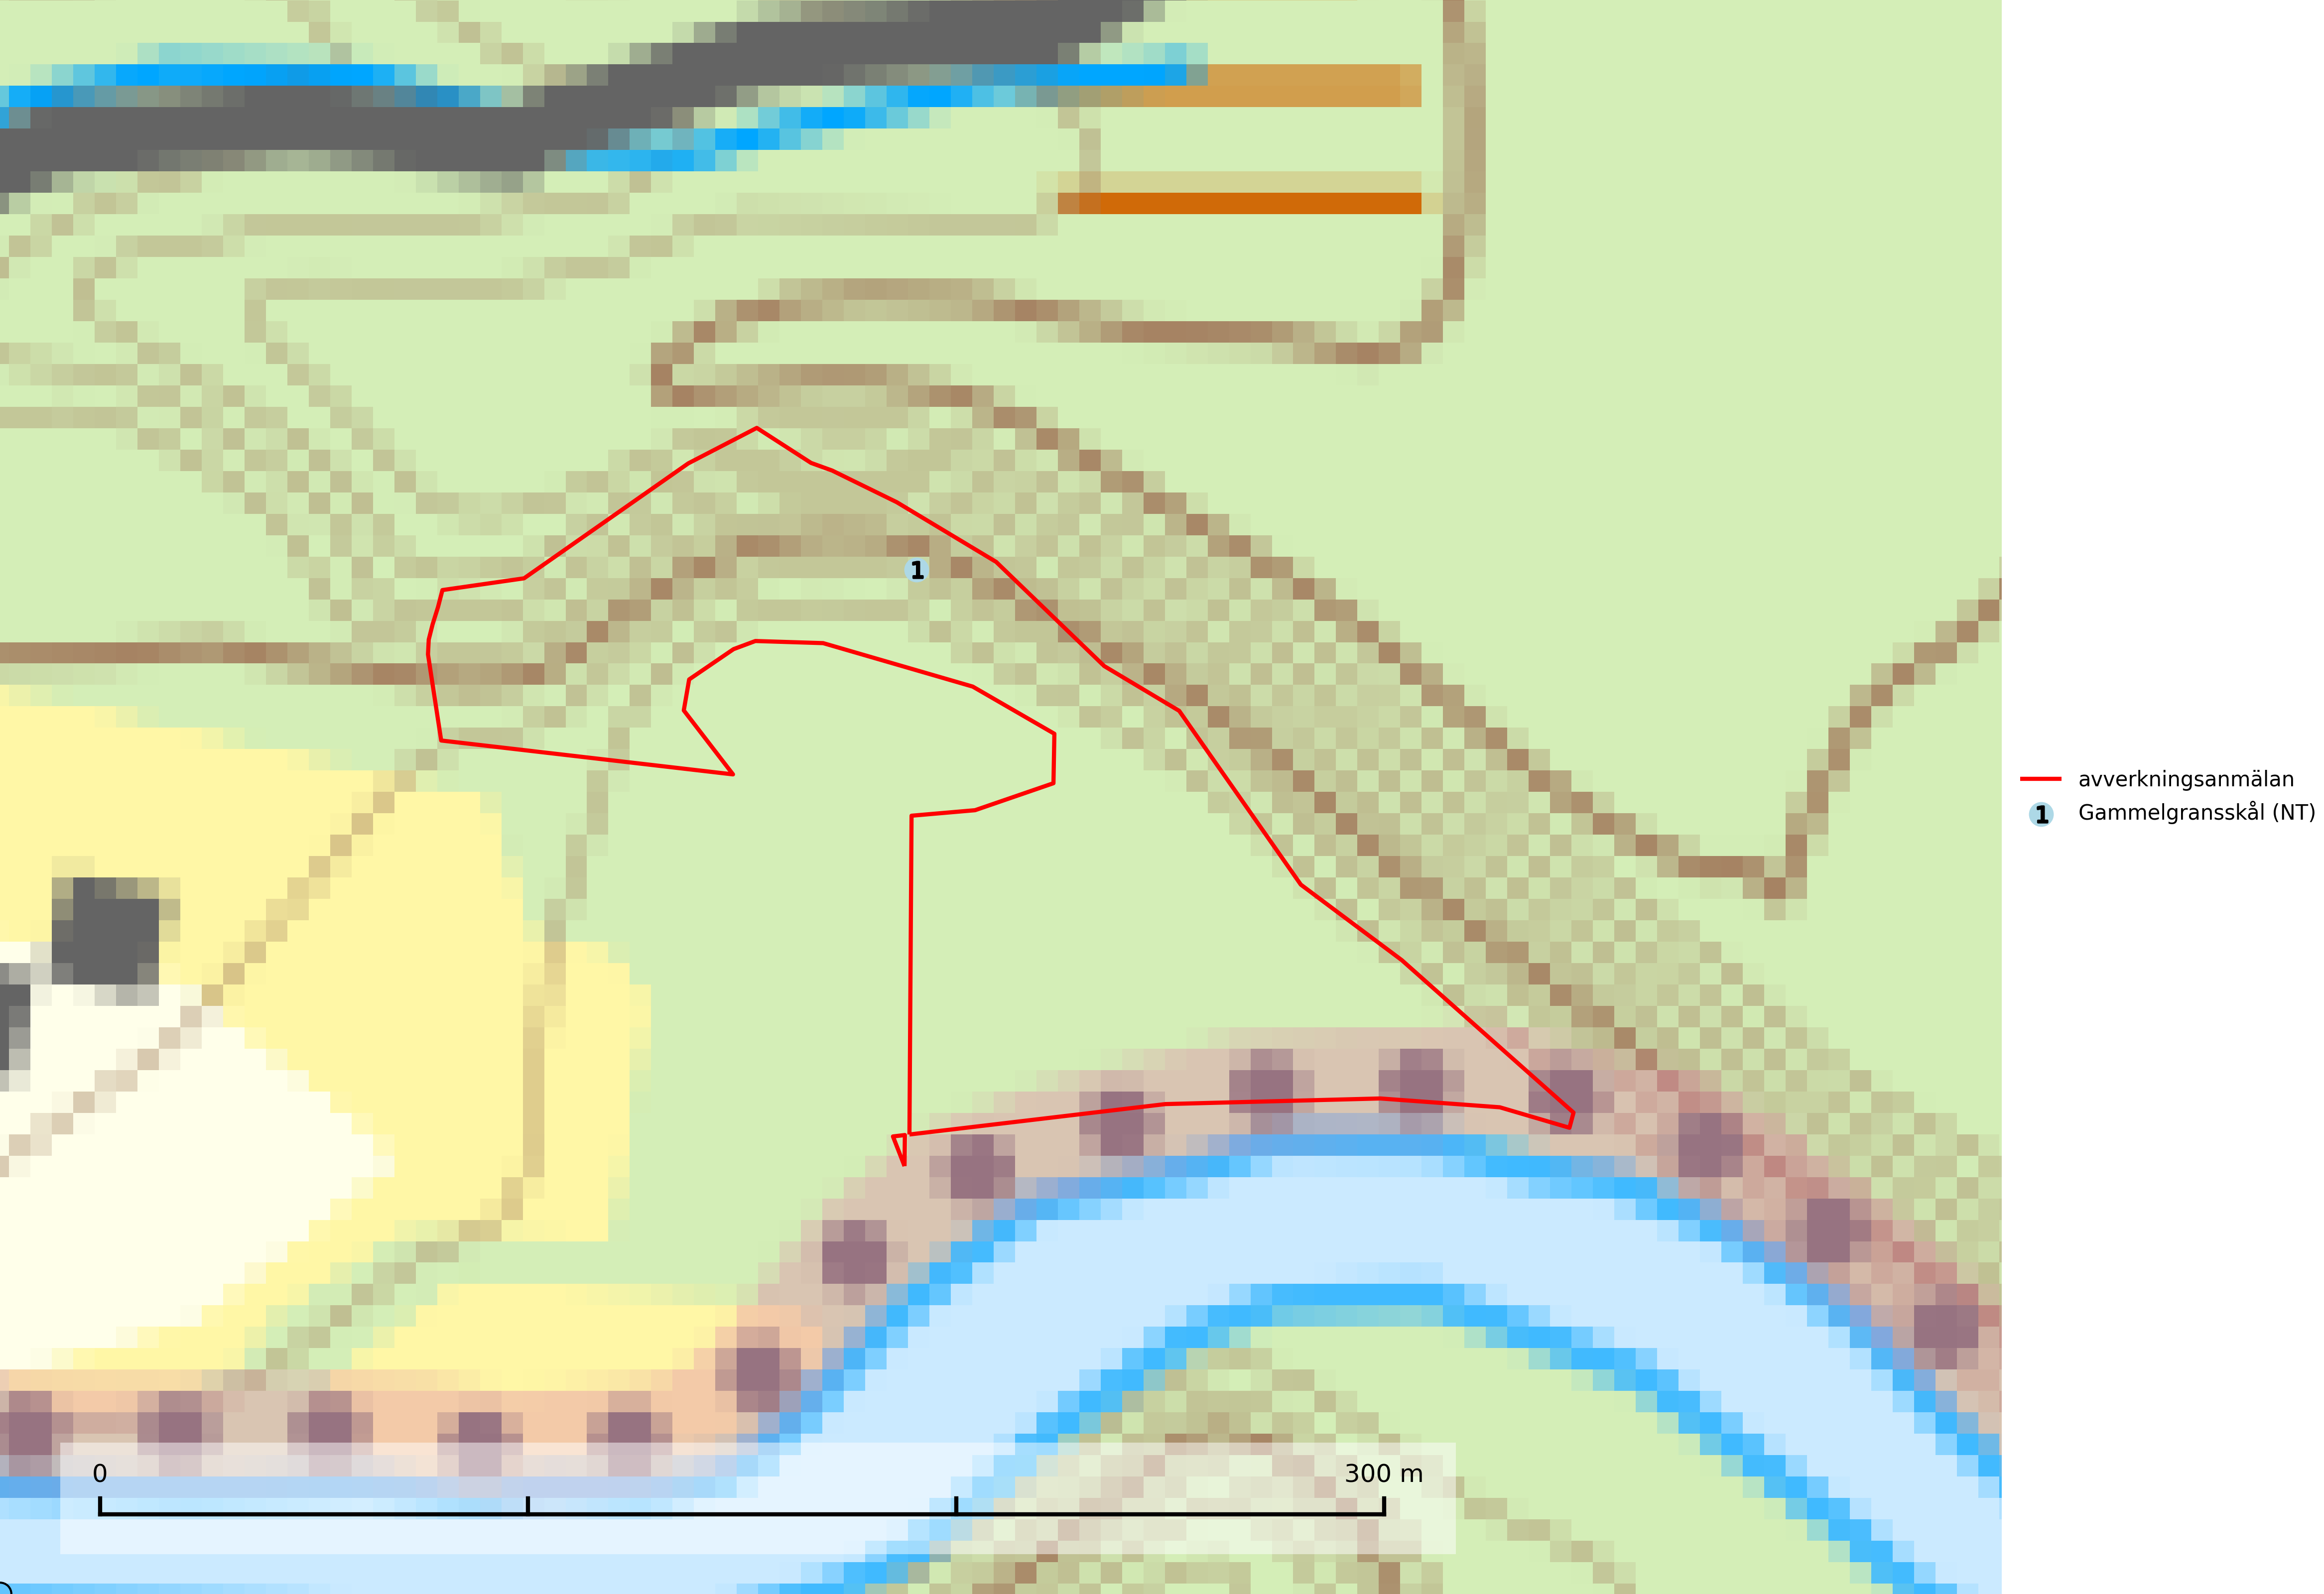 1
avverkningsanmälan
1 Gammelgransskål (NT)
0 300 m